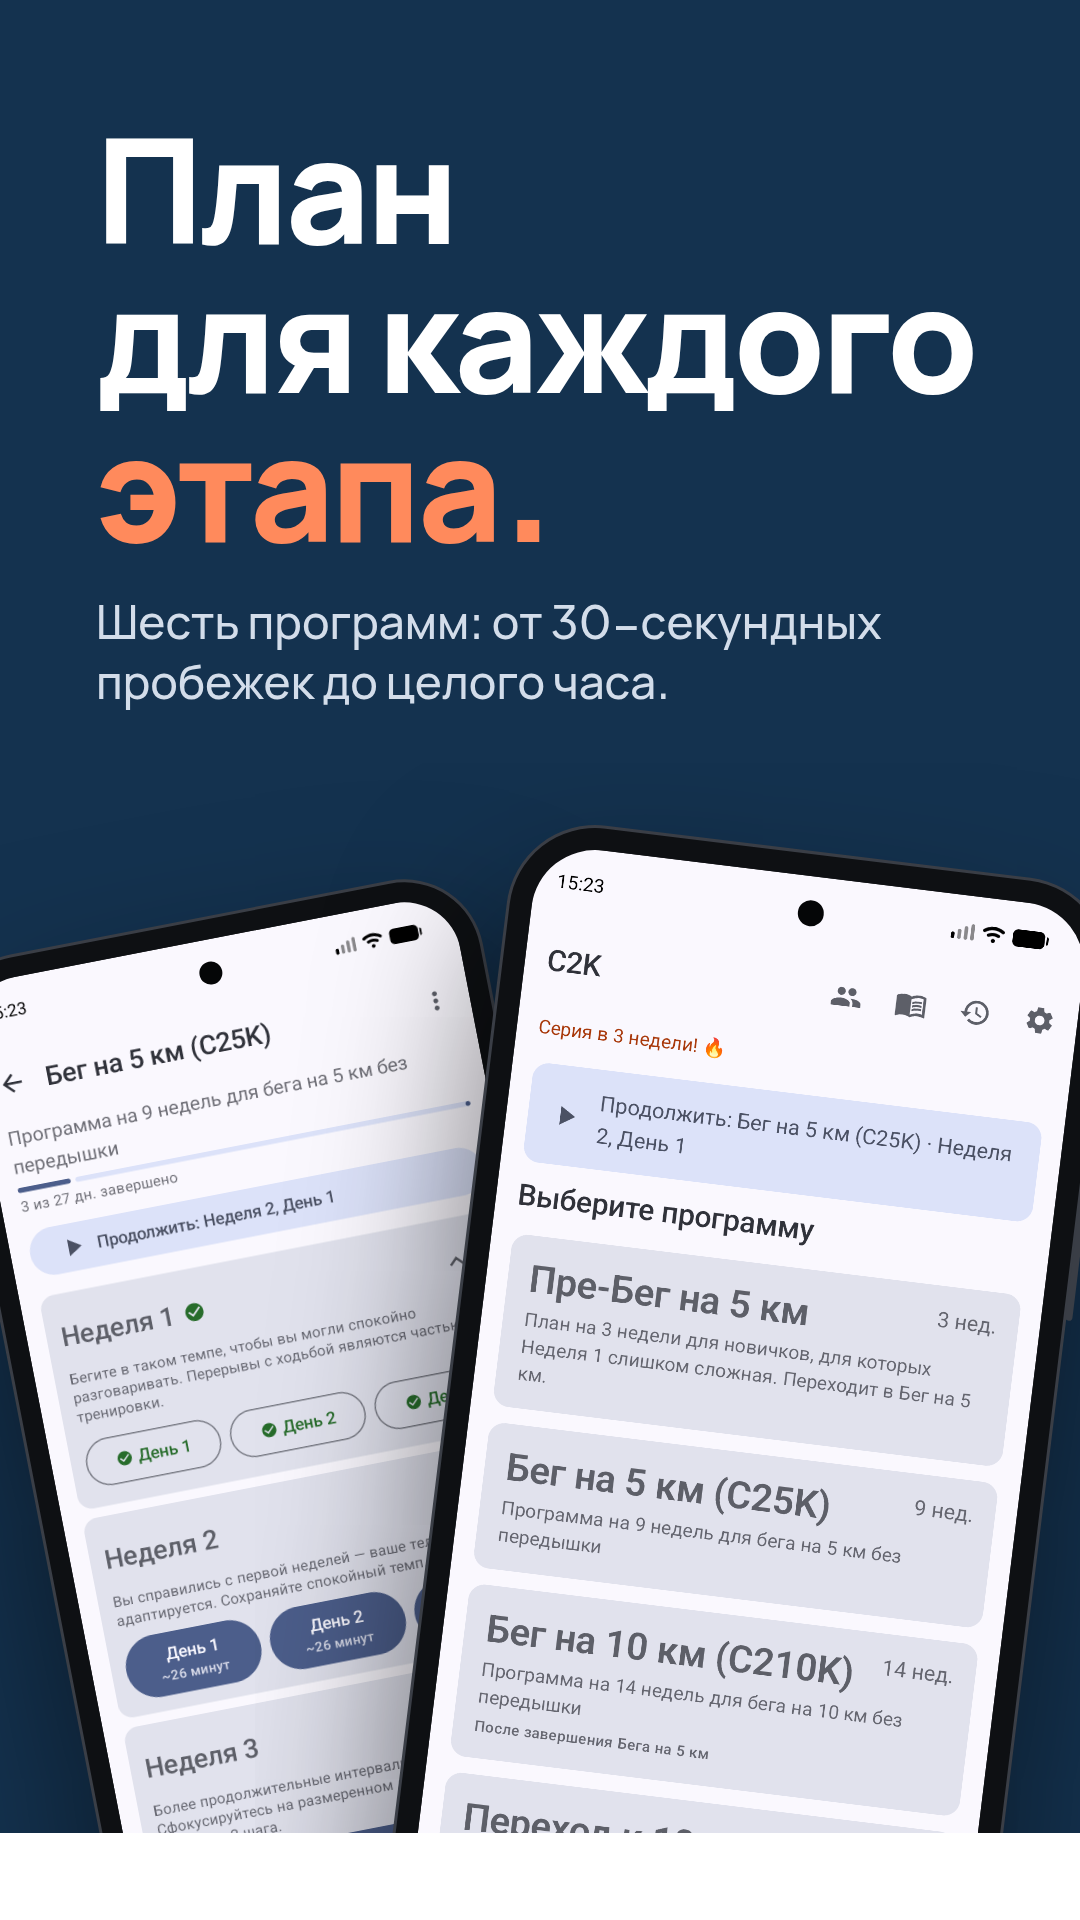 План
для каждого
этапа.
Шесть программ: от 30-секундных
пробежек до целого часа.
5:23
Бег на 5 км (C25K)
Программа на 9 недель для бега на 5 км без
передышки
3 из 27 дн. завершено
Продолжить: Неделя 2, День 1
Неделя 1
Бегите в таком темпе, чтобы вы могли спокойно
разговаривать. Перерывы с ходьбой являются частью
тренировки.
День 1
День 2
Неделя 2
Вы справились с первой неделей — ваше
адаптируется. Сохраняйте спокойный темп
День 1
~26 минут
День 2
~26 минут
Неделя 3
Более продолжительные
Сфокусируйтесь на размеренном
шага.
15:23
C2K
Серия в 3 недели! 🔥
Продолжить: Бег на 5 км (C25K) · Неделя
2, День 1
Выберите программу
Пре-Бег на 5 км
3 нед.
План на 3 недели для новичков, для которых
Неделя 1 слишком сложная. Переходит в Бег на 5
км.
Бег на 5 км (C25K)
9 нед.
Программа на 9 недель для бега на 5 км без
передышки
Бег на 10 км (C210K)
14 нед.
Программа на 14 недель для бега на 10 км без
передышки
После завершения Бега на 5 км
Переход к 10